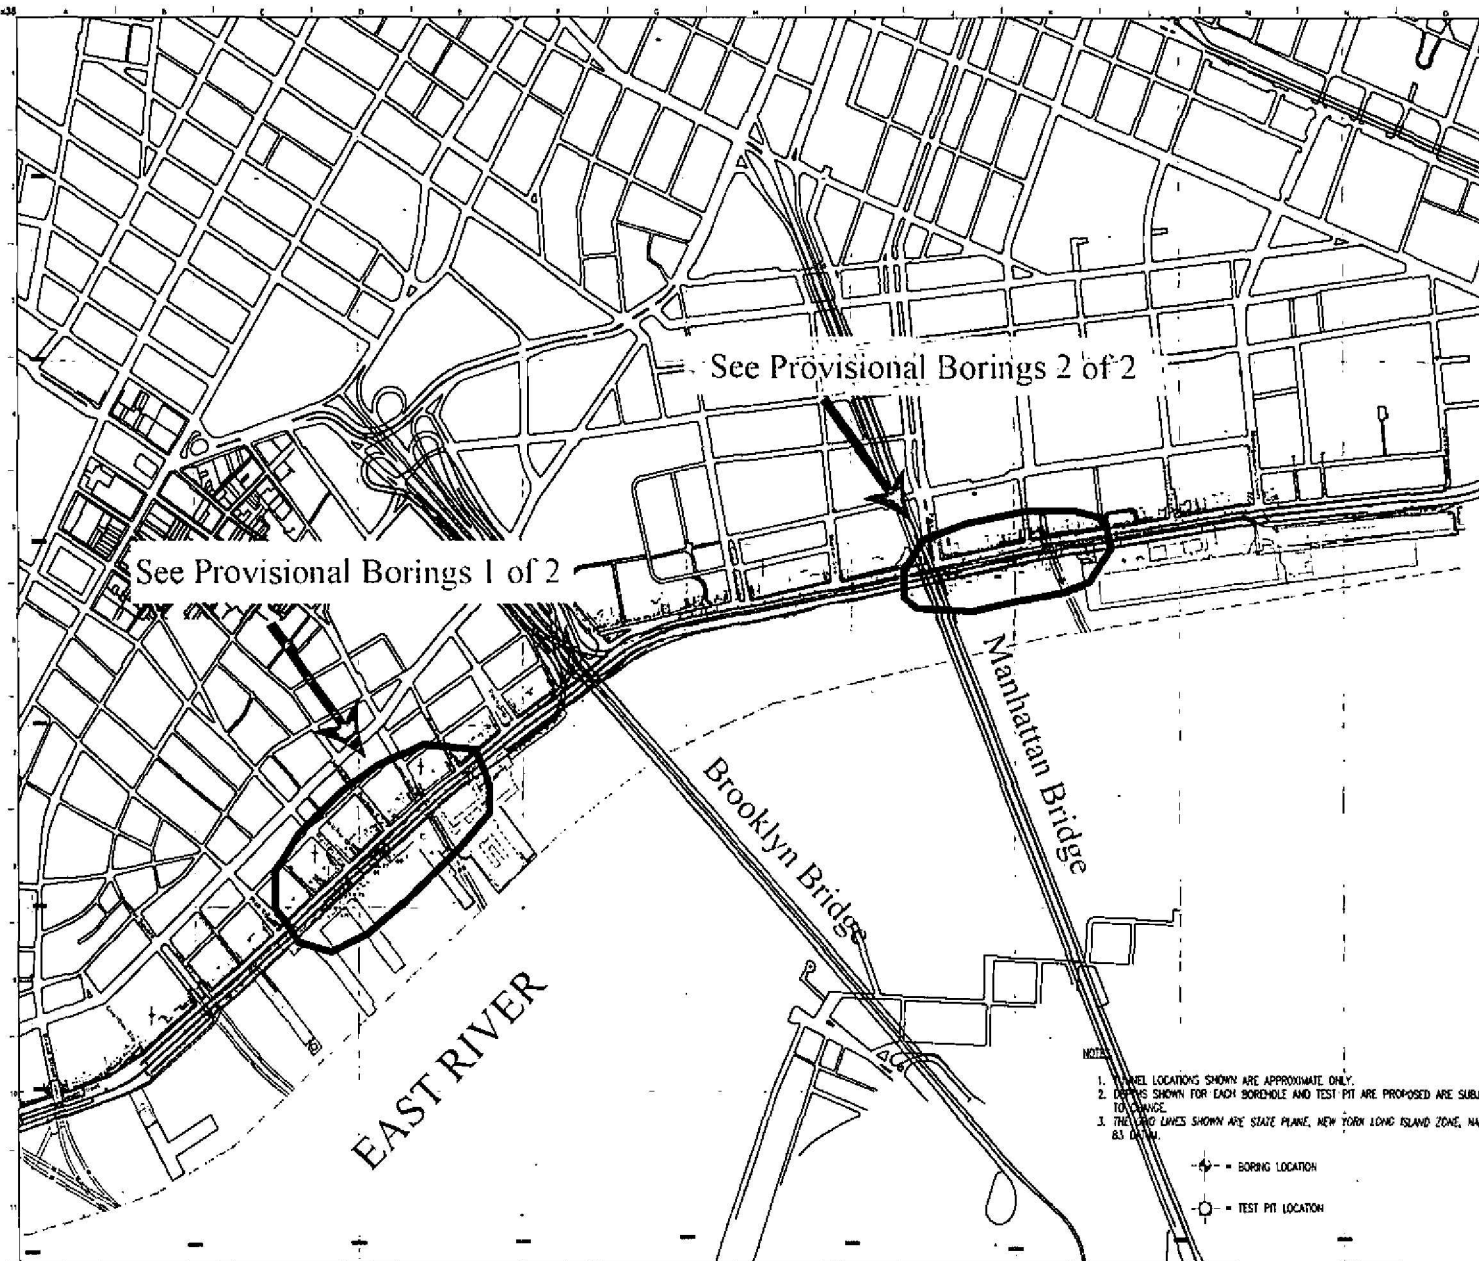 A B C D E F G H J K L M N O
See Provisional Borings 2 of 2
See Provisional Borings 1 of 2
Manhattan Bridge
Brooklyn Bridge
EAST RIVER
1. LOCATIONS SHOWN ARE APPROXIMATE ONLY.
2. SHOWN FOR EACH BOREHOLE AND TEST PIT ARE PROPOSED ARE
TO CHANGE.
3. LINES SHOWN ARE STATE PLANE, NEW YORK LONG ISLAND ZONE,
83
= BORING LOCATION
= TEST PIT LOCATION